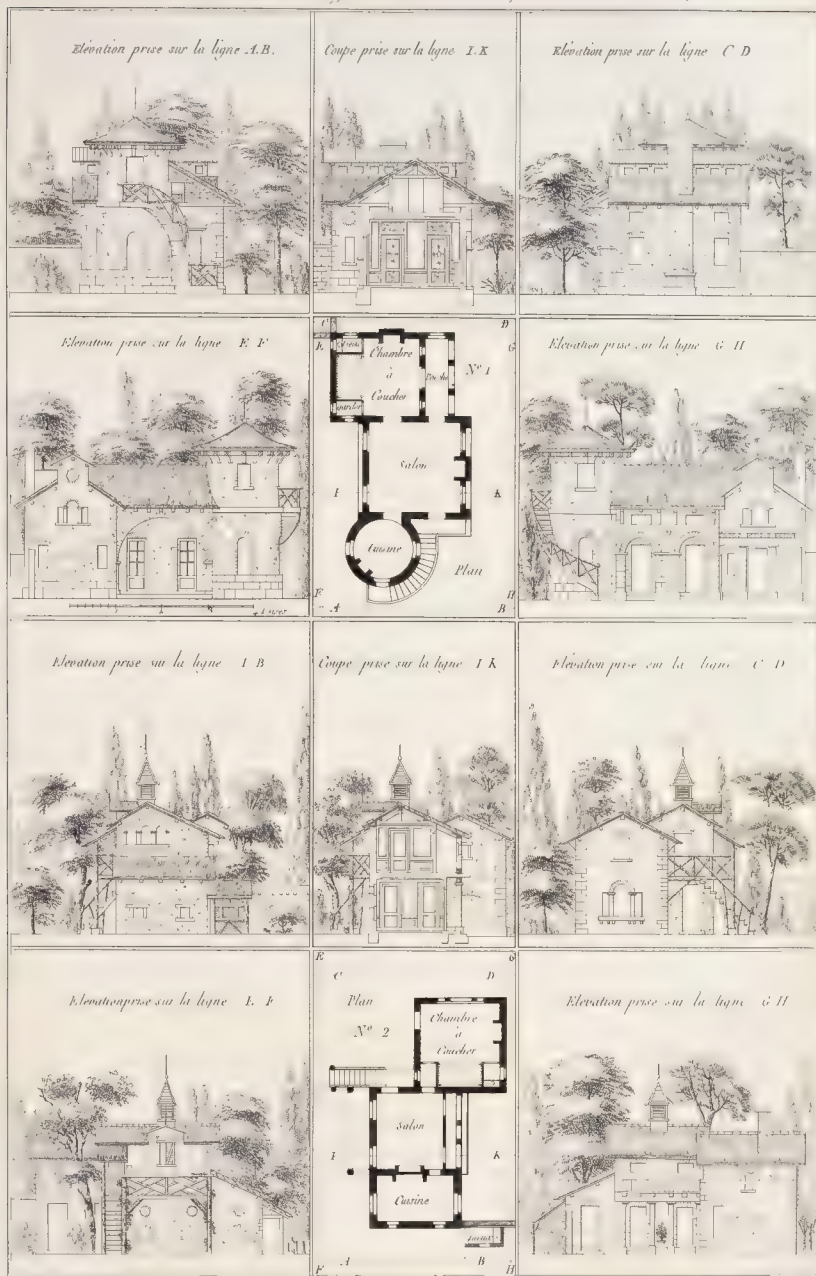 Elévation prise sur la ligne A.B.
Coupe prise sur la ligne I.K
Elévation prise sur la ligne C D
Elévation prise sur la ligne E F
C
D
E
G
Chambre
à
Coucher
Nº 1
Salon
I
K
Cuisine
Plan
E
A
H
B
Elévation prise sur la ligne G H
Elévation prise sur la ligne I B
Coupe prise sur la ligne I K
Elévation prise sur la ligne C D
Elévation prise sur la ligne E F
E
G
C
D
Plan
Nº 2
Chambre
à
Coucher
Salon
I
K
Cuisine
A
B
F
H
Elévation prise sur la ligne G H